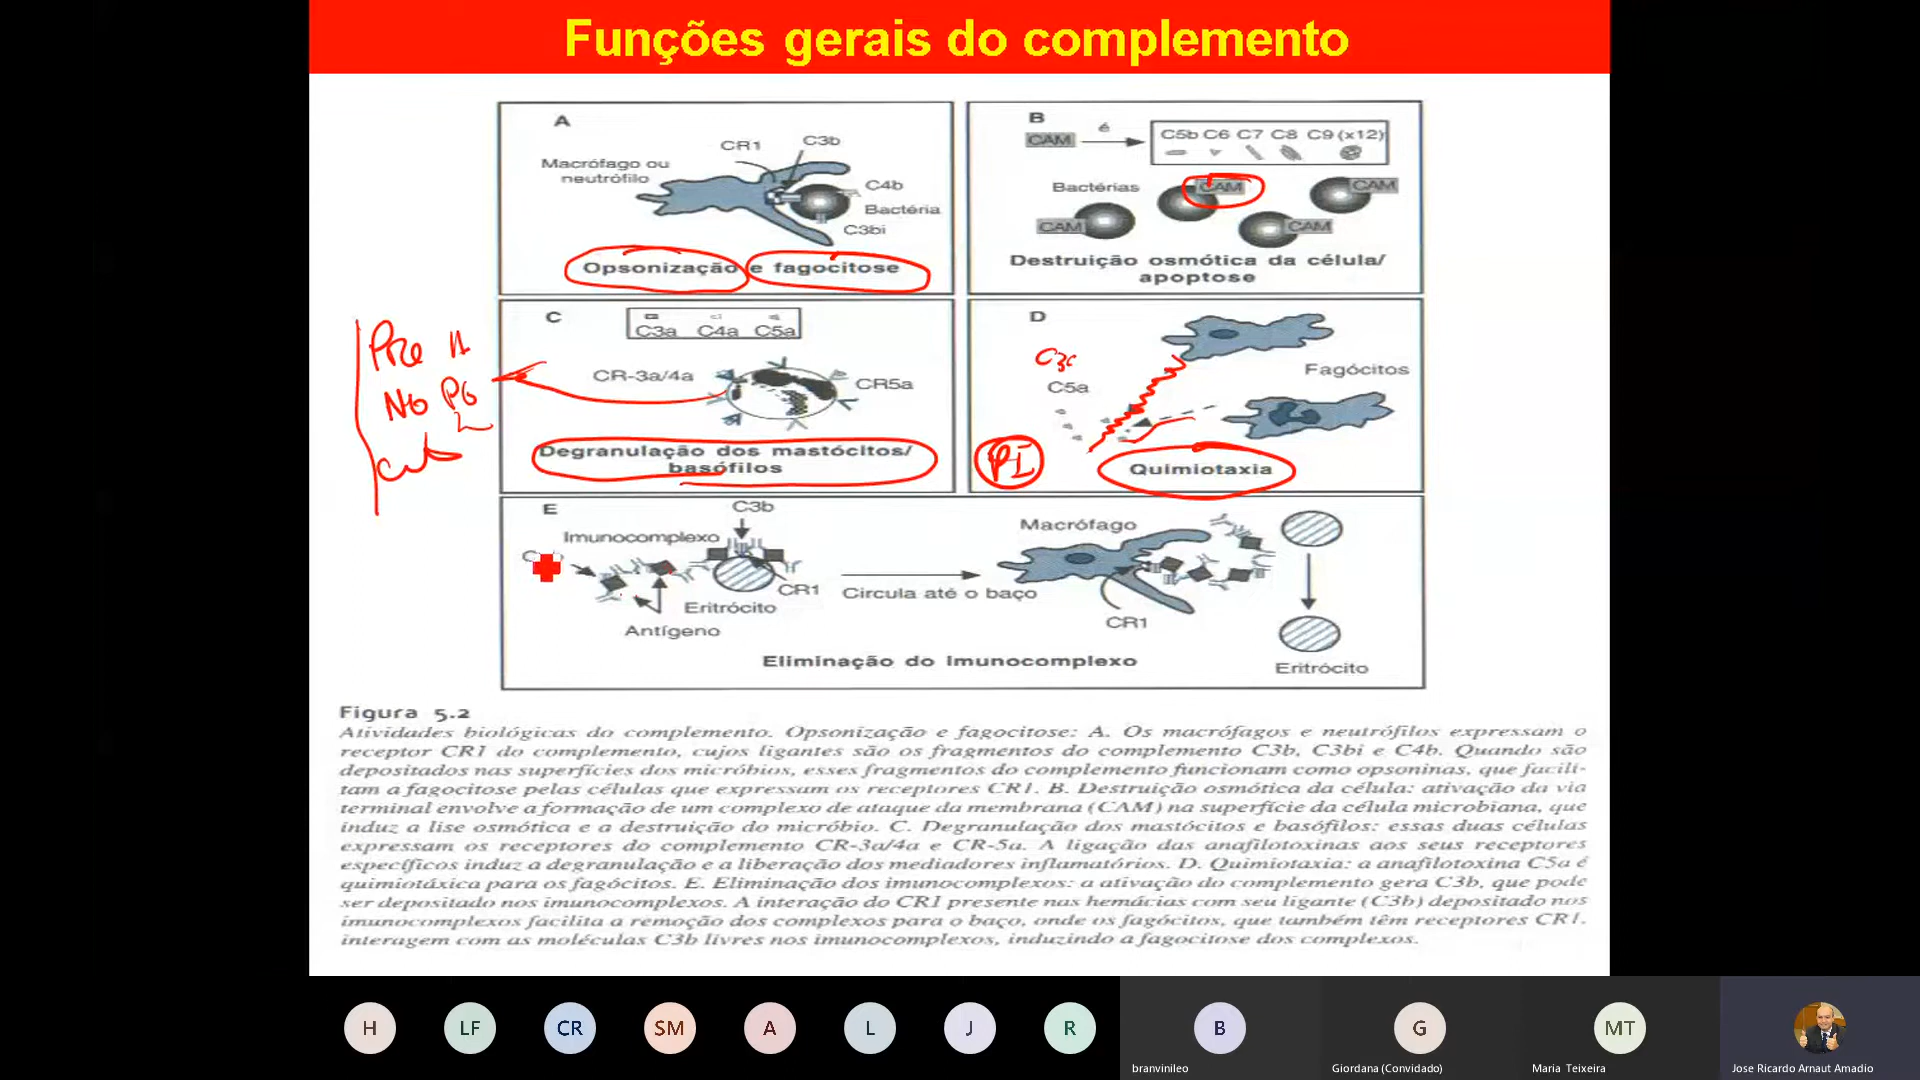 Funções gerais do complemento
A
CR1
C3b
Macrófago ou
neutrófilo
C4b
Bactéria
C3bi
Opsonização e fagocitose
B
CAM
é
C5b C6 C7 C8 C9 (x12)
Bactérias
CAM
CAM
CAM
CAM
Destruição osmótica da célula/
apoptose
C
C3a C4a C5a
CR-3a/4a
CR5a
Degranulação dos mastócitos/
basófilos
D
C5a
Fagócitos
PI
Quimiotaxia
E
C3b
Imunocomplexo
CR1
Eritrócito
Antígeno
Circula até o baço
Macrófago
CR1
Eritrócito
Eliminação do Imunocomplexo
Figura 5.2
Atividades biológicas do complemento. Opsonização e fagocitose: A. Os macrófagos e neutrófilos expressam o
receptor CR1 do complemento, cujos ligantes são os fragmentos do complemento C3b, C3bi e C4b. Quando são
depositados nas superfícies dos micróbios, esses fragmentos do complemento funcionam como opsoninas, que facili-
tam a fagocitose pelas células que expressam os receptores CR1. B. Destruição osmótica da célula: ativação da via
terminal envolve a formação de um complexo de ataque da membrana (CAM) na superfície da célula microbiana, que
induz a lise osmótica e a destruição do micróbio. C. Degranulação dos mastócitos e basófilos: essas duas células
expressam os receptores do complemento CR-3a/4a e CR-5a. A ligação das anafilotoxinas aos seus receptores
específicos induz a degranulação e a liberação dos mediadores inflamatórios. D. Quimiotaxia: a anafilotoxina C5a é
quimiotáxica para os fagócitos. E. Eliminação dos imunocomplexos: a ativação do complemento gera C3b, que pode
ser depositado nos imunocomplexos. A interação do CR1 presente nas hemácias com seu ligante (C3b) depositado nos
imunocomplexos facilita a remoção dos complexos para o baço, onde os fagócitos, que também têm receptores CR1,
interagem com as moléculas C3b livres nos imunocomplexos, induzindo a fagocitose dos complexos.
H LF CR SM A L J R B G MT
branvinileo
Giordana (Convidado)
Maria Teixeira
Jose Ricardo Arnaut Amadio